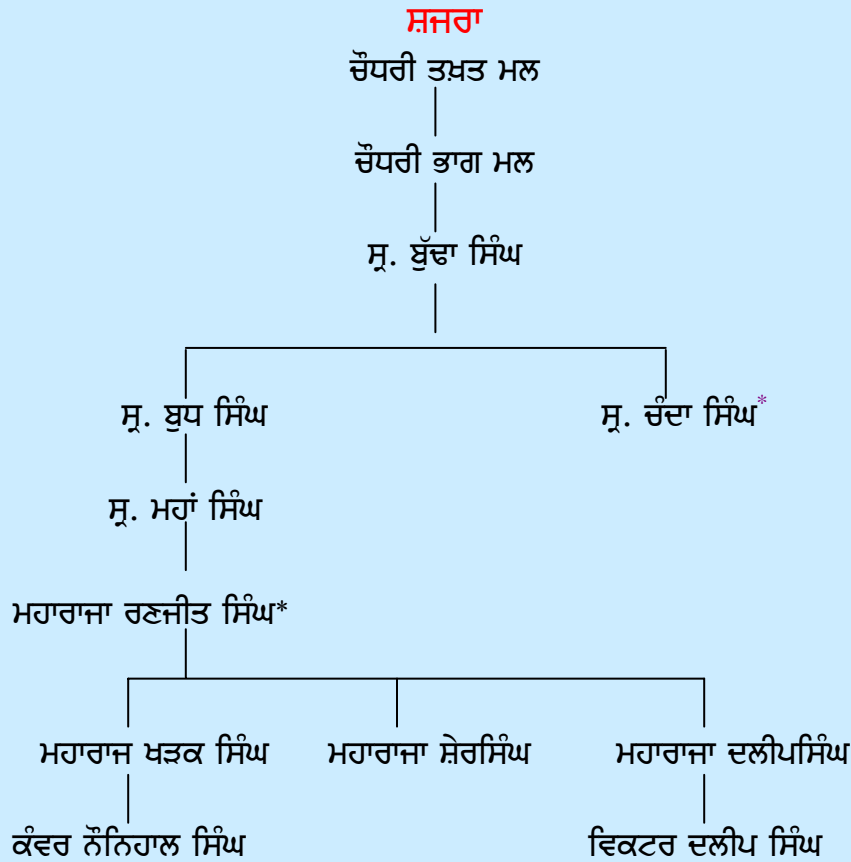 ਸ਼ਜਰਾ
ਚੌਧਰੀ ਤਖ਼ਤ ਮਲ
ਚੌਧਰੀ ਭਾਗ ਮਲ
ਸ੍ਰ. ਬੁੱਢਾ ਸਿੰਘ
ਸ੍ਰ. ਬੁਧ ਸਿੰਘ ਸ੍ਰ. ਚੰਦਾ ਸਿੰਘ*
ਸ੍ਰ. ਮਹਾਂ ਸਿੰਘ
ਮਹਾਰਾਜਾ ਰਣਜੀਤ ਸਿੰਘ*
ਮਹਾਰਾਜ ਖੜਕ ਸਿੰਘ ਮਹਾਰਾਜਾ ਸ਼ੇਰਸਿੰਘ ਮਹਾਰਾਜਾ ਦਲੀਪਸਿੰਘ
ਕੰਵਰ ਨੌਨਿਹਾਲ ਸਿੰਘ ਵਿਕਟਰ ਦਲੀਪ ਸਿੰਘ